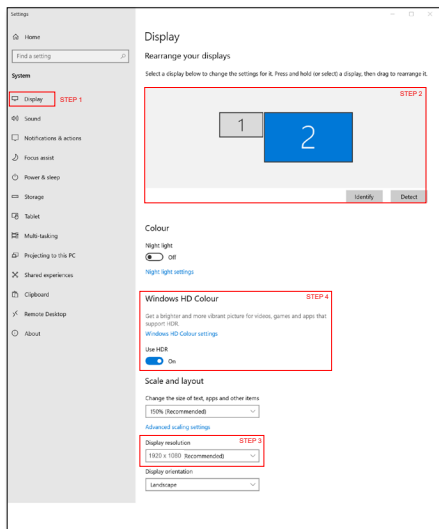 Settings
Home
Find a setting
System
Display STEP 1
Sound
Notifications & actions
Focus assist
Power & sleep
Storage
Tablet
Multi-tasking
Projecting to this PC
Shared experiences
Clipboard
Remote Desktop
About
Display
Rearrange your displays
Select a display below to change the settings for it. Press and hold (or select) a display, then drag to rearrange it.
STEP 2
1 2
Identify Detect
Colour
Night light
Off
Night light settings
Windows HD Colour STEP 4
Get a brighter and more vibrant picture for videos, games and apps that
support HDR.
Windows HD Colour settings
Use HDR
On
Scale and layout
Change the size of text, apps and other items
150% (Recommended)
Advanced scaling settings
Display resolution STEP 3
1920 x 1080 (Recommended)
Display orientation
Landscape